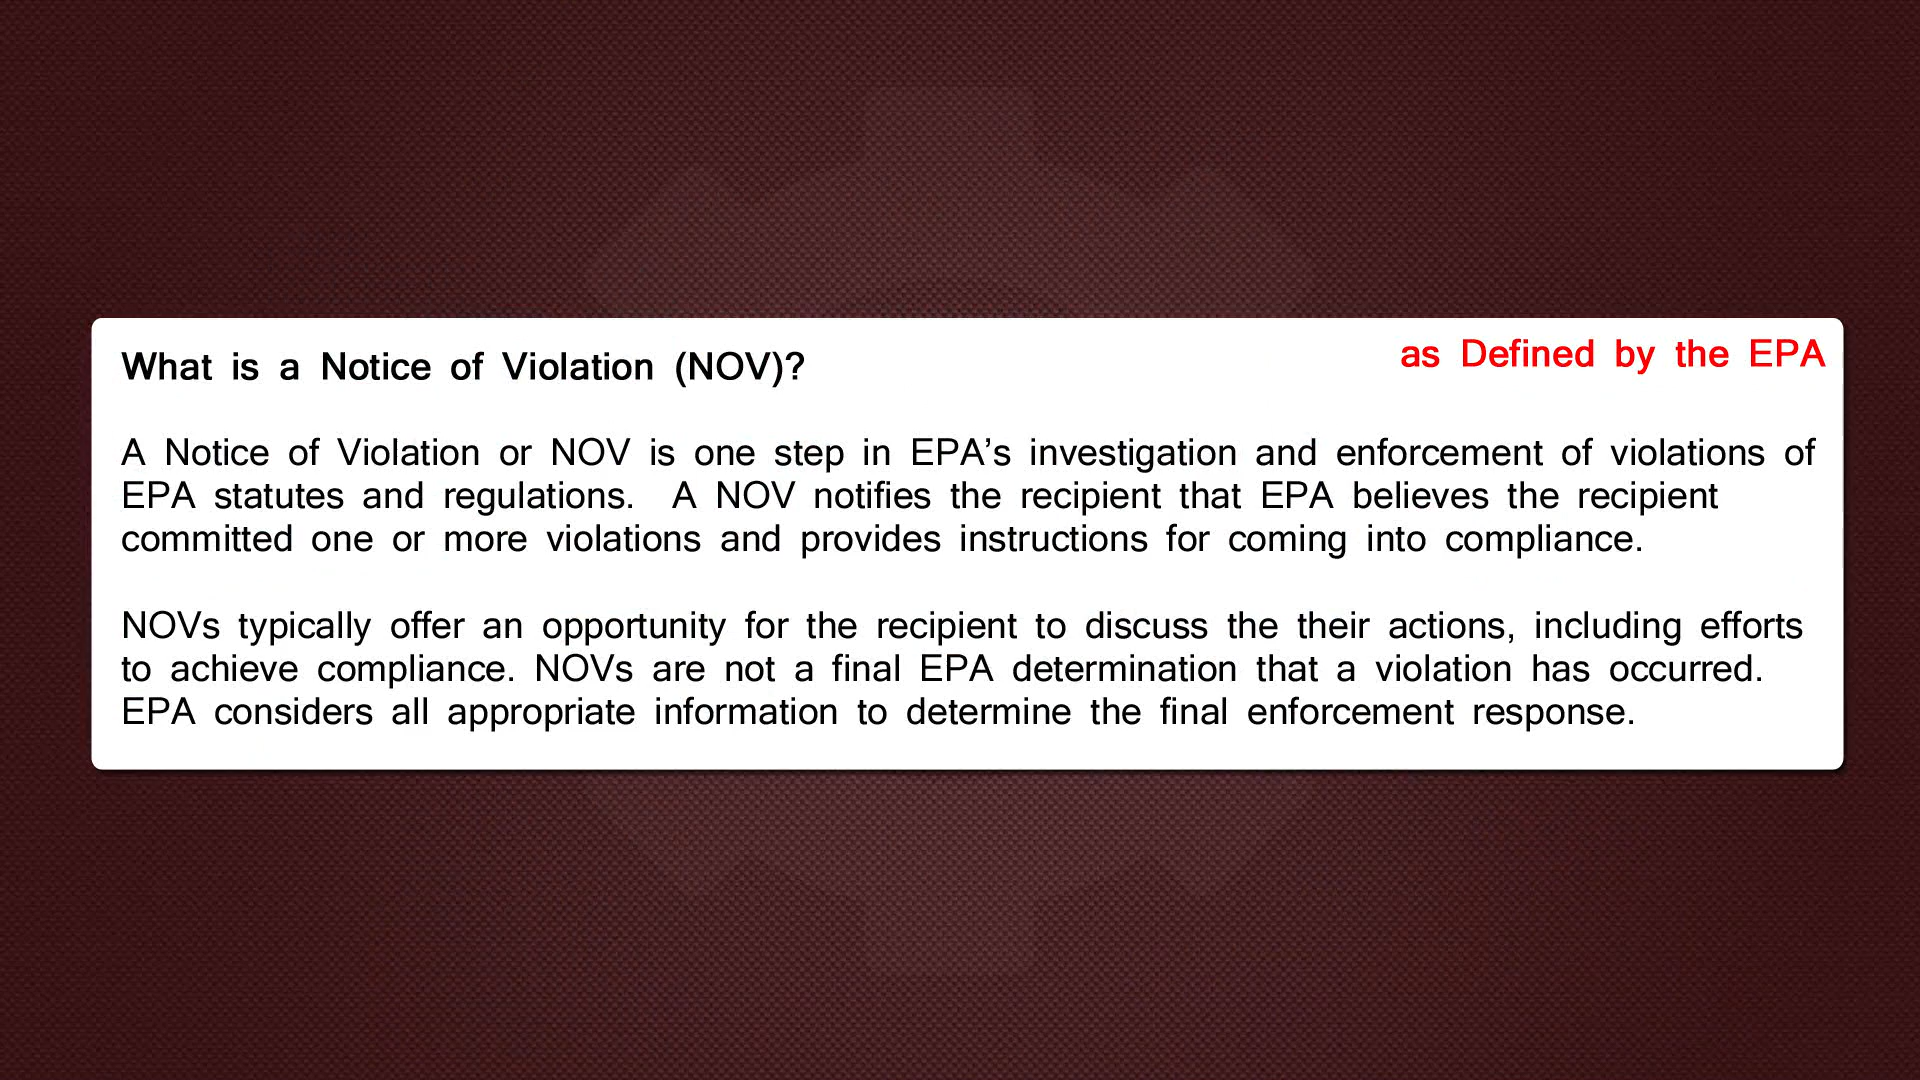 What is a Notice of Violation (NOV)?
as Defined by the EPA
A Notice of Violation or NOV is one step in EPA’s investigation and enforcement of violations of
EPA statutes and regulations. A NOV notifies the recipient that EPA believes the recipient
committed one or more violations and provides instructions for coming into compliance.
NOVs typically offer an opportunity for the recipient to discuss the their actions, including efforts
to achieve compliance. NOVs are not a final EPA determination that a violation has occurred.
EPA considers all appropriate information to determine the final enforcement response.